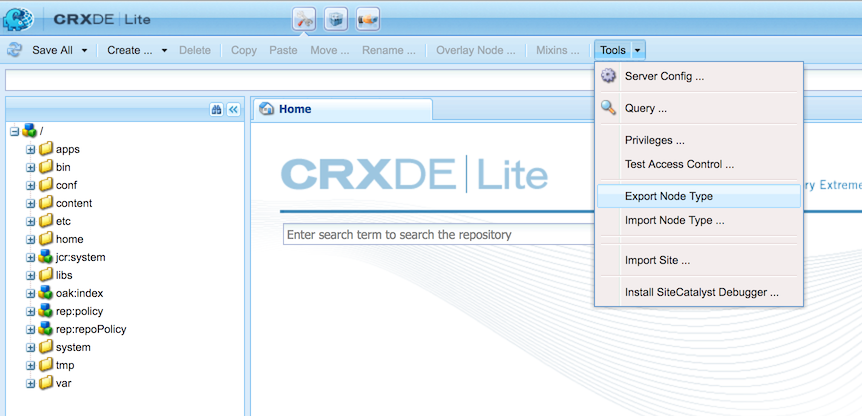 CRXDE | Lite
Save All Create ... Delete Copy Paste Move ... Rename ... Overlay Node ... Mixins ... Tools
Server Config ...
Query ...
Privileges ...
Test Access Control ...
Export Node Type
Import Node Type ...
Import Site ...
Install SiteCatalyst Debugger ...
/
apps
bin
conf
content
etc
home
jcr:system
libs
oak:index
rep:policy
rep:repoPolicy
system
tmp
var
Home
CRXDE | Lite
Extreme
Enter search term to search the repository